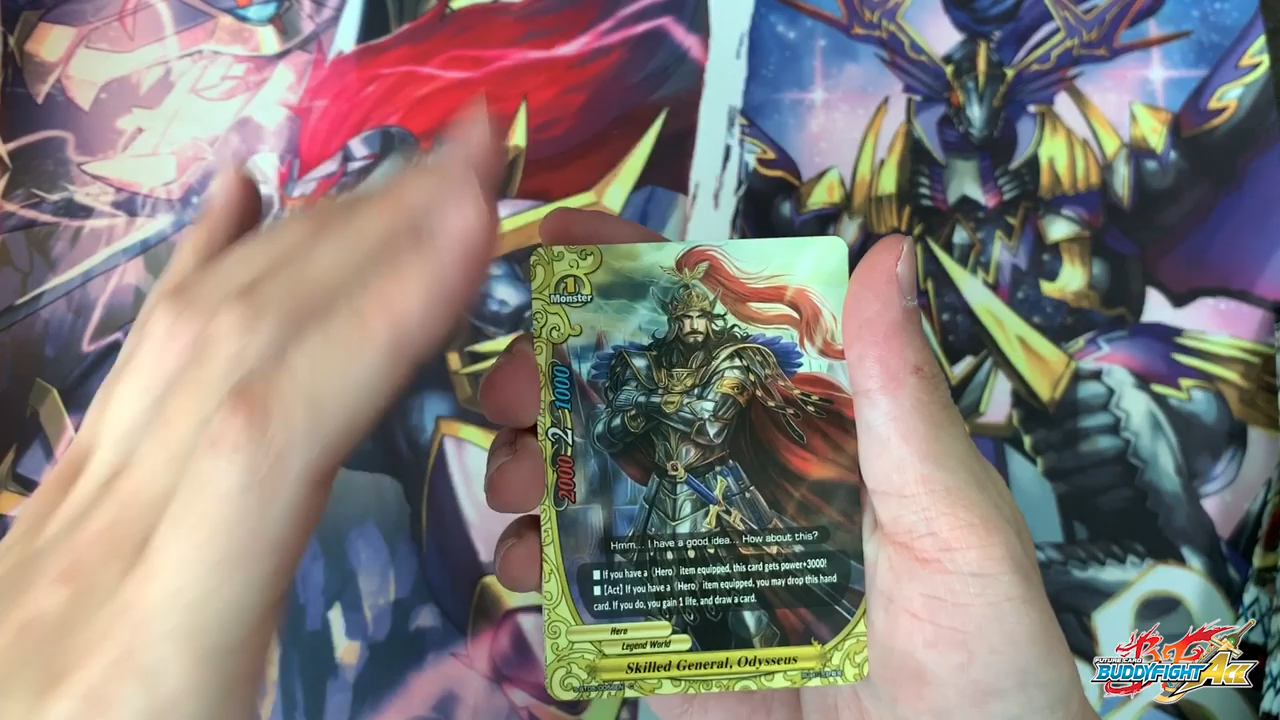 1
Monster
2000 2 1000
Hmm... I have a good idea... How about this?
■ If you have a 《Hero》 item equipped, this card gets power+3000!
■ [Act] If you have a 《Hero》 item equipped, you may drop this hand
card. If you do, you gain 1 life, and draw a card.
Hero
Legend World
Skilled General, Odysseus
FUTURE CARD
BUDDYFIGHT Ace